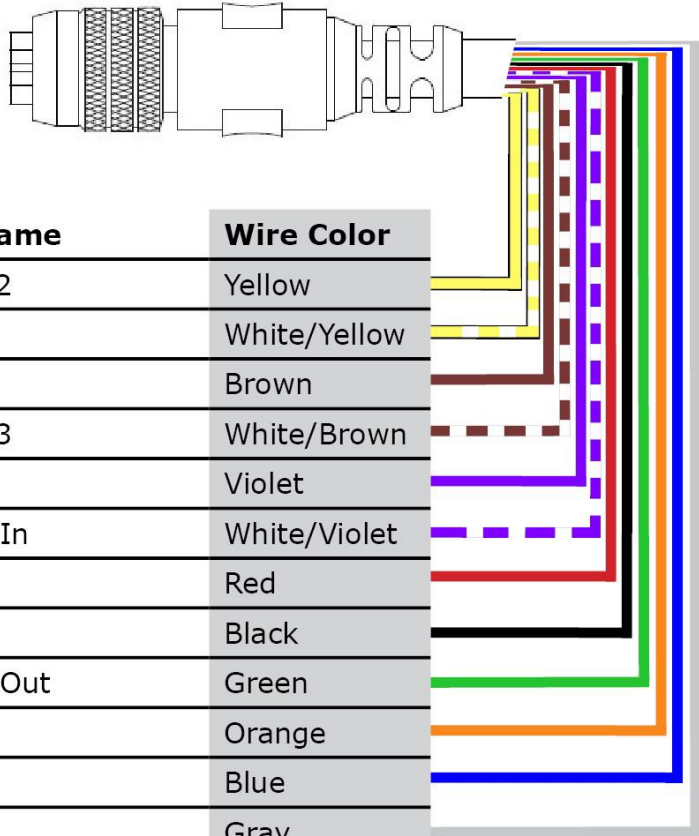 ame Wire Color
2 Yellow
White/Yellow
Brown
3 White/Brown
Violet
In White/Violet
Red
Black
Out Green
Orange
Blue
Gray